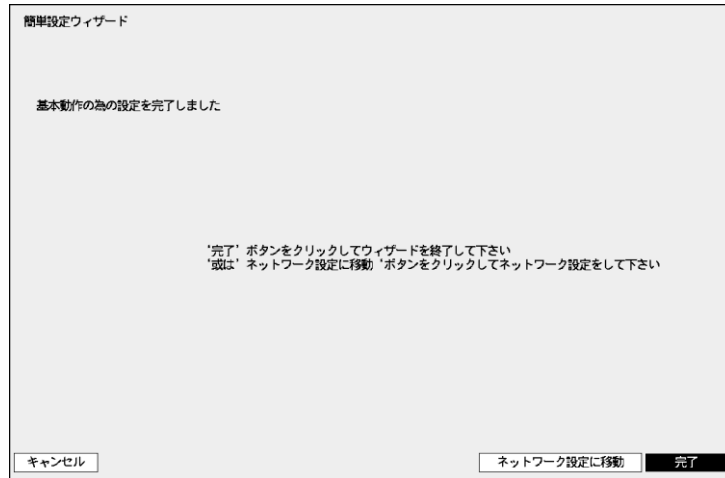 簡単設定ウィザード
基本動作の為の設定を完了しました
'完了' ボタンをクリックしてウィザードを終了して下さい
'或は' ネットワーク設定に移動 'ボタンをクリックしてネットワーク設定をして下さい
キャンセル
ネットワーク設定に移動
完了